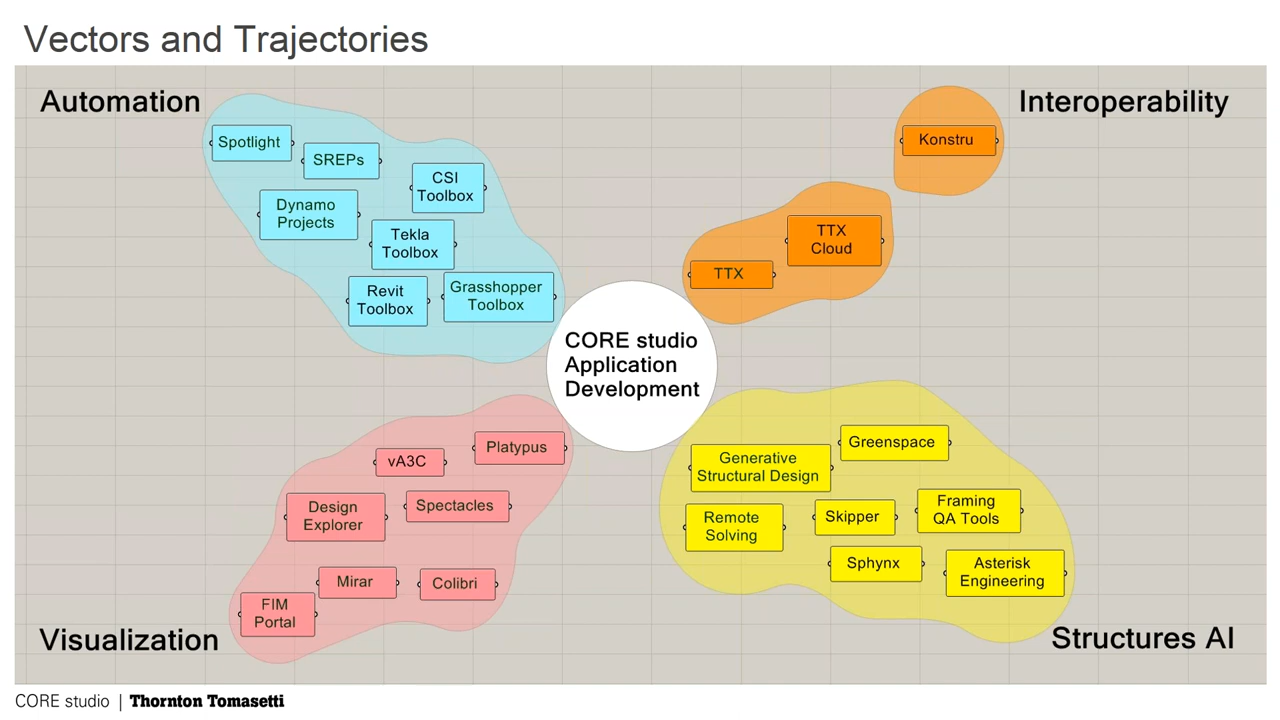 Vectors and Trajectories
Automation
Spotlight
SREPs
CSI
Toolbox
Dynamo
Projects
Tekla
Toolbox
Revit
Toolbox
Grasshopper
Toolbox
Interoperability
Konstru
TTX
Cloud
TTX
CORE studio
Application
Development
Platypus
vA3C
Design
Explorer
Spectacles
Mirar
Colibri
FIM
Portal
Visualization
Greenspace
Generative
Structural Design
Framing
QA Tools
Skipper
Remote
Solving
Sphynx
Asterisk
Engineering
Structures AI
CORE studio | Thornton Tomasetti